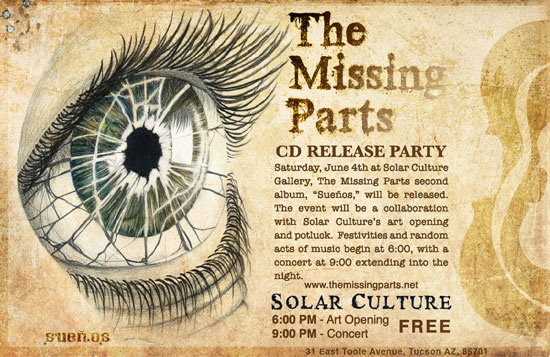 The
Missing
Parts
CD RELEASE PARTY
Saturday, June 4th at Solar Culture
Gallery, The Missing Parts second
album, “Sueños,” will be released.
The event will be a collaboration
with Solar Culture’s art opening
and potluck. Festivities and random
acts of music begin at 6:00, with a
concert at 9:00 extending into the
night.
www.themissingparts.net
SOLAR CULTURE
6:00 PM - Art Opening
9:00 PM - Concert
FREE
sueños
31 East Toole Avenue, Tucson AZ, 85701